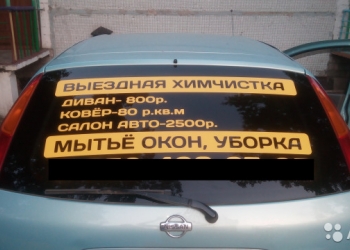 ВЫЕЗДНАЯ ХИМЧИСТКА
ДИВАН- 800р.
КОВЁР-80 р.кв.м
САЛОН АВТО-2500р.
МЫТЬЁ ОКОН, УБОРКА